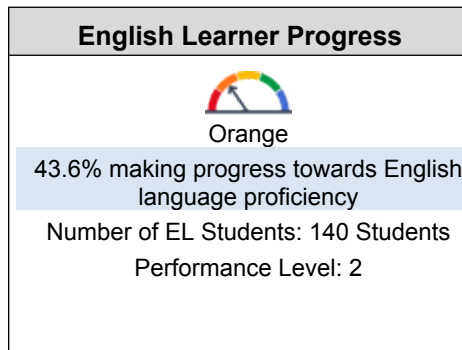 English Learner Progress
Orange
43.6% making progress towards English
language proficiency
Number of EL Students: 140 Students
Performance Level: 2